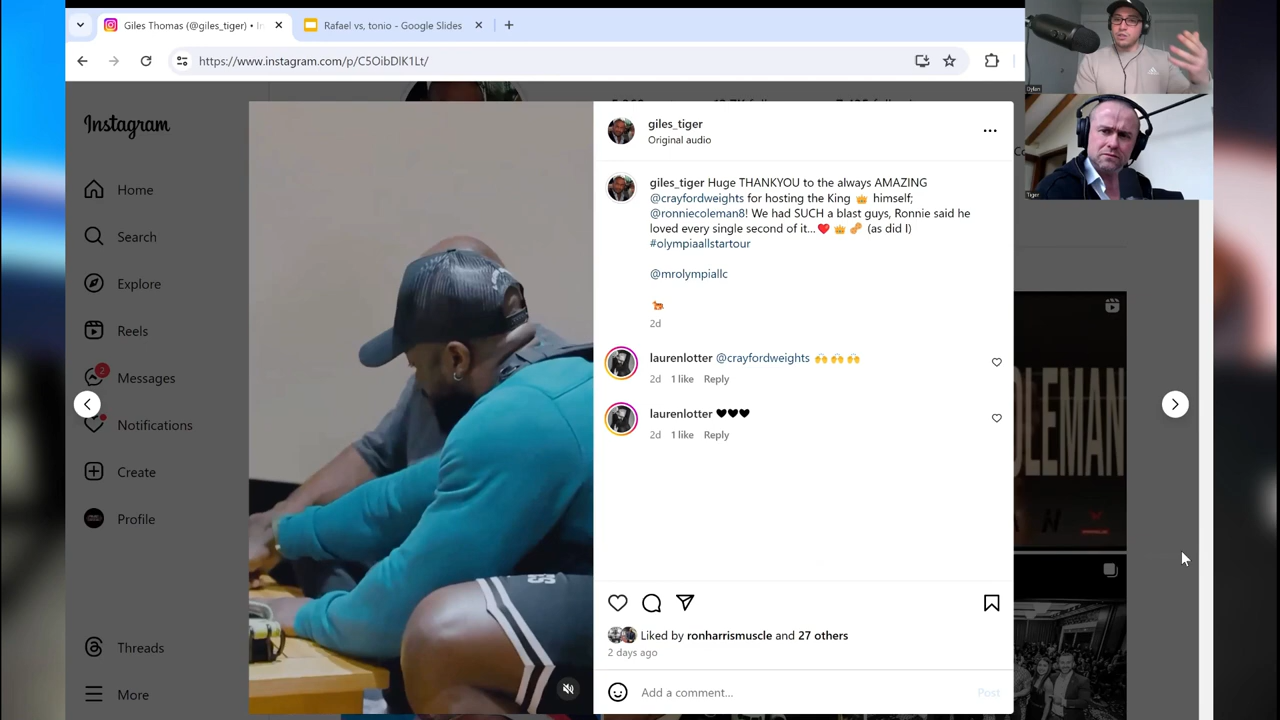 Giles Thomas (@giles_tiger) • In
Rafael vs, tonio - Google Slides
https://www.instagram.com/p/C5OibDlK1Lt/
Dylan
Tiger
Instagram
Home
Search
Explore
Reels
2
Messages
Notifications
Create
Profile
Threads
More
giles_tiger
Original audio
giles_tiger Huge THANKYOU to the always AMAZING
@crayfordweights for hosting the King 👑 himself;
@ronniecoleman8! We had SUCH a blast guys, Ronnie said he
loved every single second of it...❤️ 👑 🥜 (as did I)
#olympiaallstartour
@mrolympiallc
🐅
2d
laurenlotter @crayfordweights 🙌 🙌 🙌
2d 1 like Reply
laurenlotter 🖤🖤🖤
2d 1 like Reply
Liked by ronharrismuscle and 27 others
2 days ago
Add a comment...
Post
OLEMAN